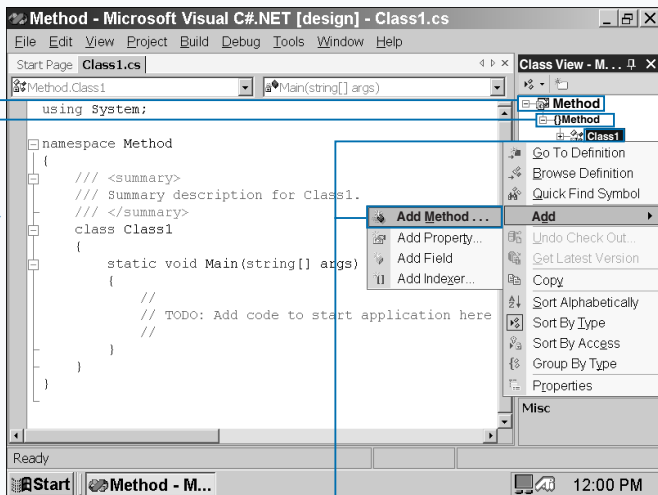 Method - Microsoft Visual C#.NET [design] - Class1.cs
File Edit View Project Build Debug Tools Window Help
Start Page Class1.cs
Method.Class1
Main(string[] args)
using System;
namespace Method
{
/// <summary>
/// Summary description for Class1.
/// </summary>
class Class1
{
static void Main(string[] args)
{
//
// TODO: Add code to start application here
//
}
}
}
Class View - M...
Method
{}Method
Class1
Go To Definition
Browse Definition
Quick Find Symbol
Add
Undo Check Out...
Get Latest Version
Copy
Sort Alphabetically
Sort By Type
Sort By Access
Group By Type
Properties
Add Method ...
Add Property...
Add Field
Add Indexer...
Misc
Ready
Start
Method - M...
12:00 PM